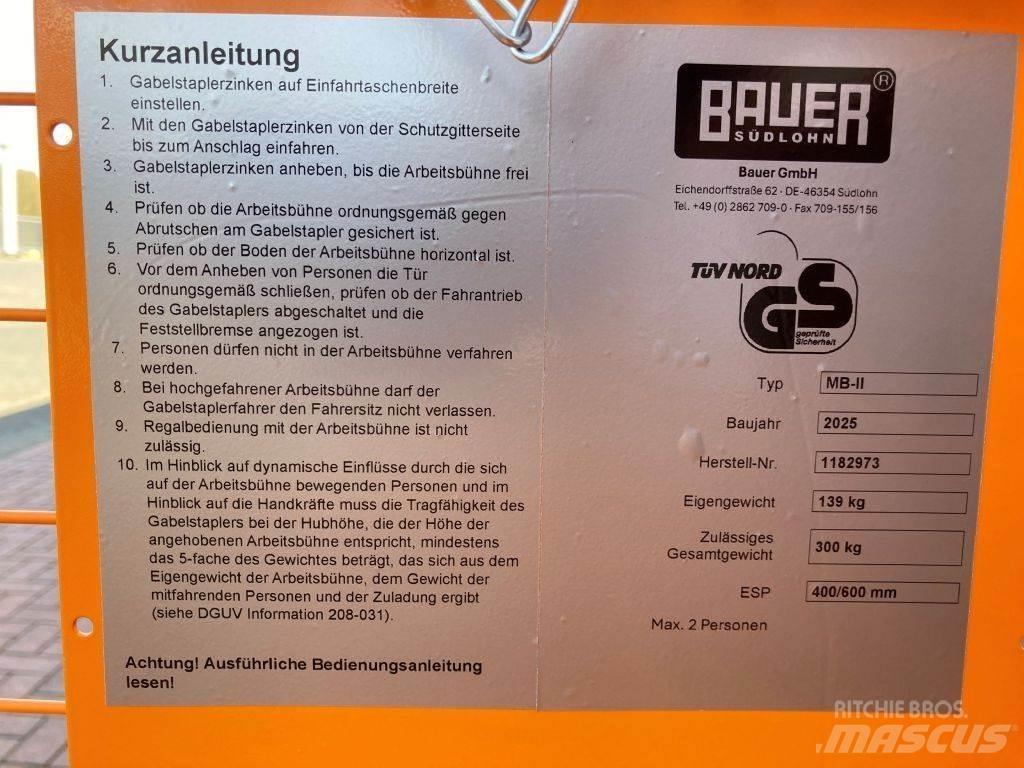 Kurzanleitung
1. Gabelstaplerzinken auf Einfahrtaschenbreite
einstellen.
2. Mit den Gabelstaplerzinken von der Schutzgitterseite
bis zum Anschlag einfahren.
3. Gabelstaplerzinken anheben, bis die Arbeitsbühne frei
ist.
4. Prüfen ob die Arbeitsbühne ordnungsgemäß gegen
Abrutschen am Gabelstapler gesichert ist.
5. Prüfen ob der Boden der Arbeitsbühne horizontal ist.
6. Vor dem Anheben von Personen die Tür
ordnungsgemäß schließen, prüfen ob der Fahrantrieb
des Gabelstaplers abgeschaltet und die
Feststellbremse angezogen ist.
7. Personen dürfen nicht in der Arbeitsbühne verfahren
werden.
8. Bei hochgefahrener Arbeitsbühne darf der
Gabelstaplerfahrer den Fahrersitz nicht verlassen.
9. Regalbedienung mit der Arbeitsbühne ist nicht
zulässig.
10. Im Hinblick auf dynamische Einflüsse durch die sich
auf der Arbeitsbühne bewegenden Personen und im
Hinblick auf die Handkräfte muss die Tragfähigkeit des
Gabelstaplers bei der Hubhöhe, die der Höhe der
angehobenen Arbeitsbühne entspricht, mindestens
das 5-fache des Gewichtes beträgt, das sich aus dem
Eigengewicht der Arbeitsbühne, dem Gewicht der
mitfahrenden Personen und der Zuladung ergibt
(siehe DGUV Information 208-031).
Achtung! Ausführliche Bedienungsanleitung
lesen!
BAUER ®
SÜDLOHN
Bauer GmbH
Eichendorffstraße 62 · DE-46354 Südlohn
Tel. +49 (0) 2862 709-0 · Fax 709-155/156
TÜV NORD
GS
geprüfte
Sicherheit
Typ MB-II
Baujahr 2025
Herstell-Nr. 1182973
Eigengewicht 139 kg
Zulässiges
Gesamtgewicht 300 kg
ESP 400/600 mm
Max. 2 Personen
RITCHIE BROS.
MASCUS